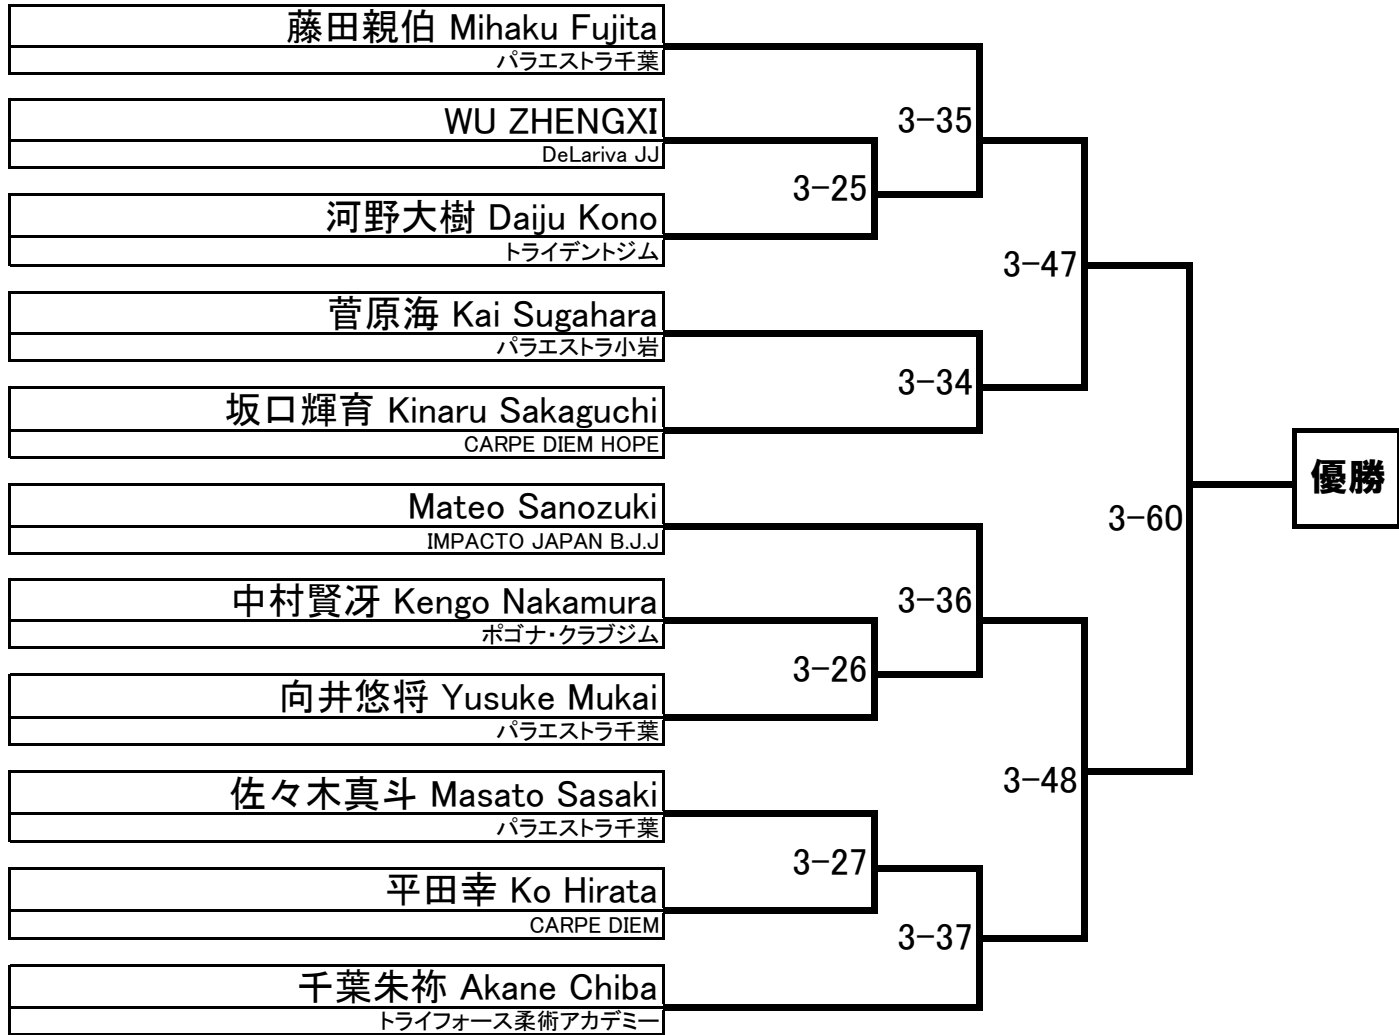 藤田親伯 Mihaku Fujita
パラエストラ千葉
WU ZHENGXI
DeLariva JJ
河野大樹 Daiju Kono
トライデントジム
菅原海 Kai Sugahara
パラエストラ小岩
坂口輝育 Kinaru Sakaguchi
CARPE DIEM HOPE
Mateo Sanozuki
IMPACTO JAPAN B.J.J
中村賢冴 Kengo Nakamura
ポゴナ・クラブジム
向井悠将 Yusuke Mukai
パラエストラ千葉
佐々木真斗 Masato Sasaki
パラエストラ千葉
平田幸 Ko Hirata
CARPE DIEM
千葉朱祢 Akane Chiba
トライフォース柔術アカデミー
3-25
3-26
3-27
3-35
3-34
3-36
3-37
3-47
3-48
3-60
優勝